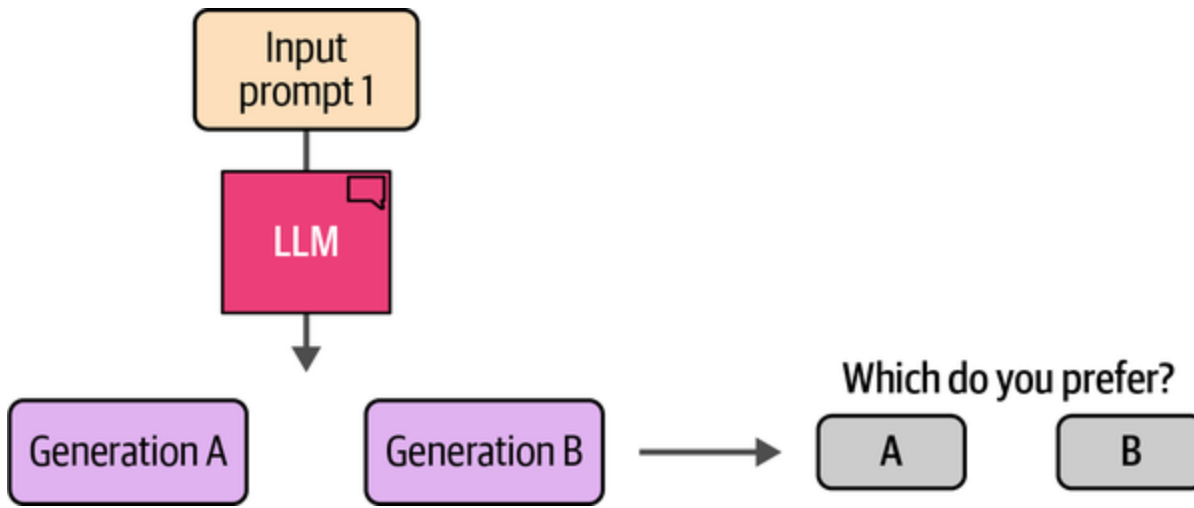 Input
prompt 1
LLM
Which do you prefer?
Generation A
Generation B
A
B